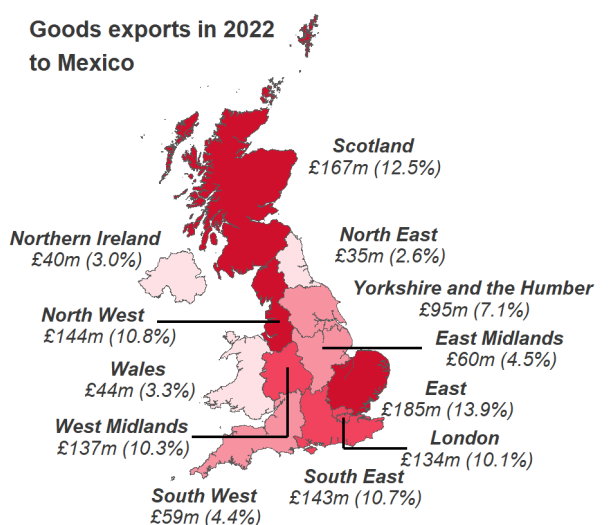 Goods exports in 2022
to Mexico
Scotland
£167m (12.5%)
Northern Ireland
£40m (3.0%)
North East
£35m (2.6%)
Yorkshire and the Humber
£95m (7.1%)
North West
£144m (10.8%)
East Midlands
£60m (4.5%)
Wales
£44m (3.3%)
East
£185m (13.9%)
West Midlands
£137m (10.3%)
London
£134m (10.1%)
South East
£143m (10.7%)
South West
£59m (4.4%)